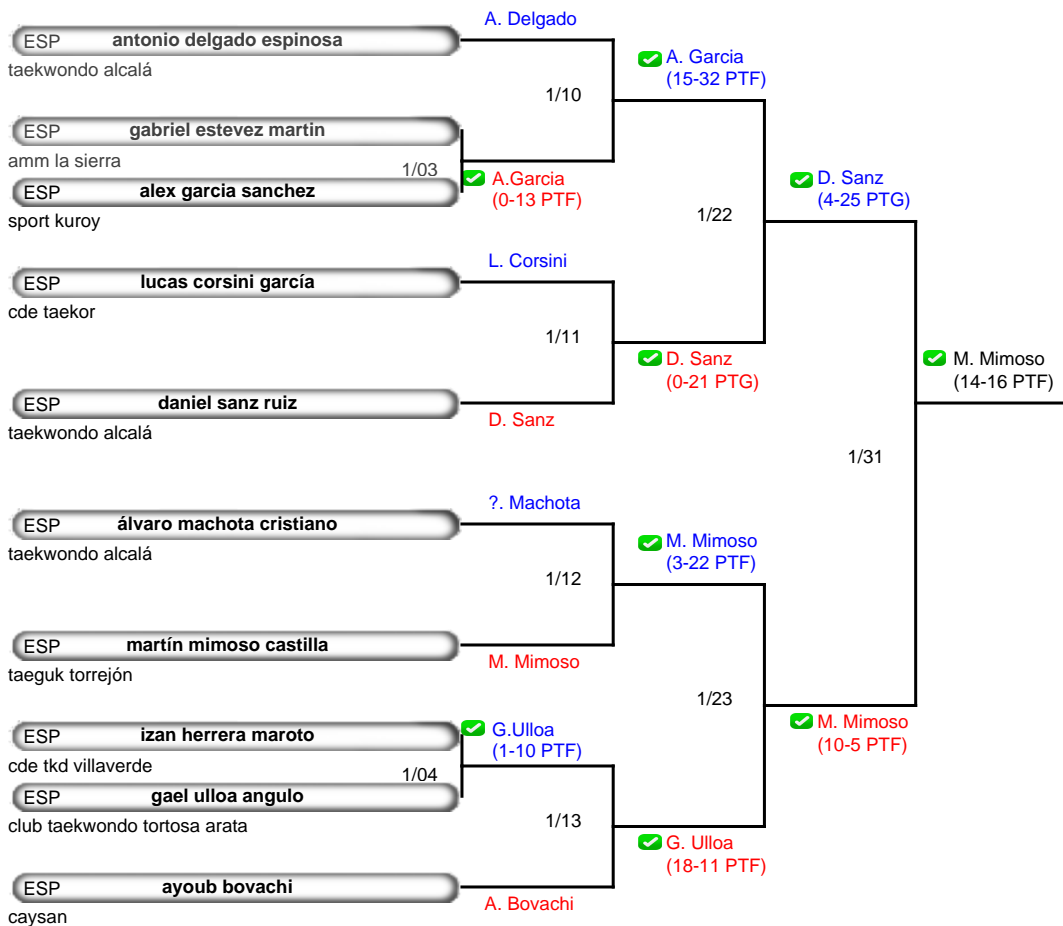 A. Delgado
ESP antonio delgado espinosa
taekwondo alcalá
A. Garcia
(15-32 PTF)
1/10
ESP gabriel estevez martin
amm la sierra
1/03
ESP alex garcia sanchez
sport kuroy
A.Garcia
(0-13 PTF)
D. Sanz
(4-25 PTG)
1/22
L. Corsini
ESP lucas corsini garcía
cde taekor
1/11
D. Sanz
(0-21 PTG)
M. Mimoso
(14-16 PTF)
ESP daniel sanz ruiz
taekwondo alcalá
D. Sanz
1/31
?. Machota
ESP álvaro machota cristiano
taekwondo alcalá
M. Mimoso
(3-22 PTF)
1/12
ESP martín mimoso castilla
taeguk torrejón
M. Mimoso
1/23
M. Mimoso
(10-5 PTF)
ESP izan herrera maroto
cde tkd villaverde
G.Ulloa
(1-10 PTF)
1/04
ESP gael ulloa angulo
club taekwondo tortosa arata
1/13
G. Ulloa
(18-11 PTF)
ESP ayoub bovachi
caysan
A. Bovachi